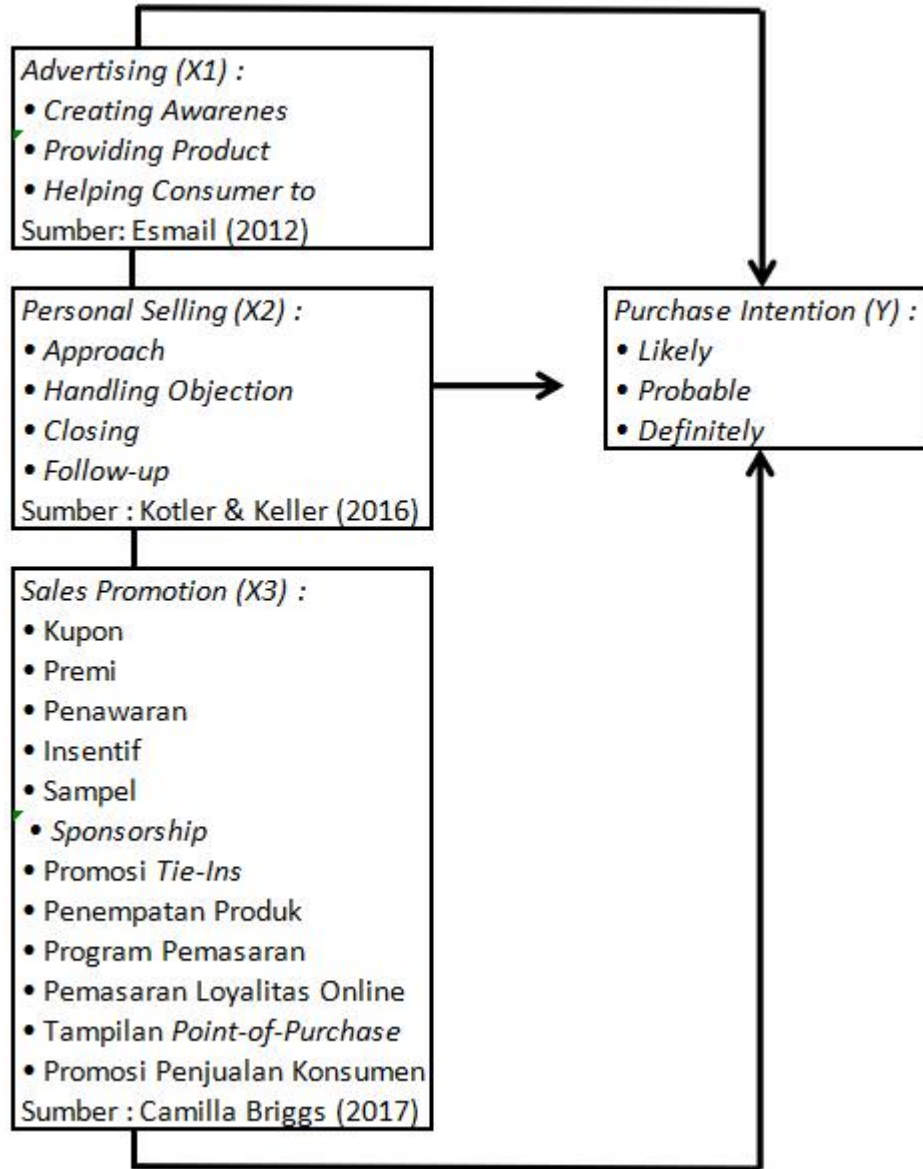 Advertising (X1) :
• Creating Awarenes
• Providing Product
• Helping Consumer to
Sumber: Esmail (2012)
Personal Selling (X2) :
• Approach
• Handling Objection
• Closing
• Follow-up
Sumber : Kotler & Keller (2016)
Sales Promotion (X3) :
• Kupon
• Premi
• Penawaran
• Insentif
• Sampel
• Sponsorship
• Promosi Tie-Ins
• Penempatan Produk
• Program Pemasaran
• Pemasaran Loyalitas Online
• Tampilan Point-of-Purchase
• Promosi Penjualan Konsumen
Sumber : Camilla Briggs (2017)
Purchase Intention (Y) :
• Likely
• Probable
• Definitely